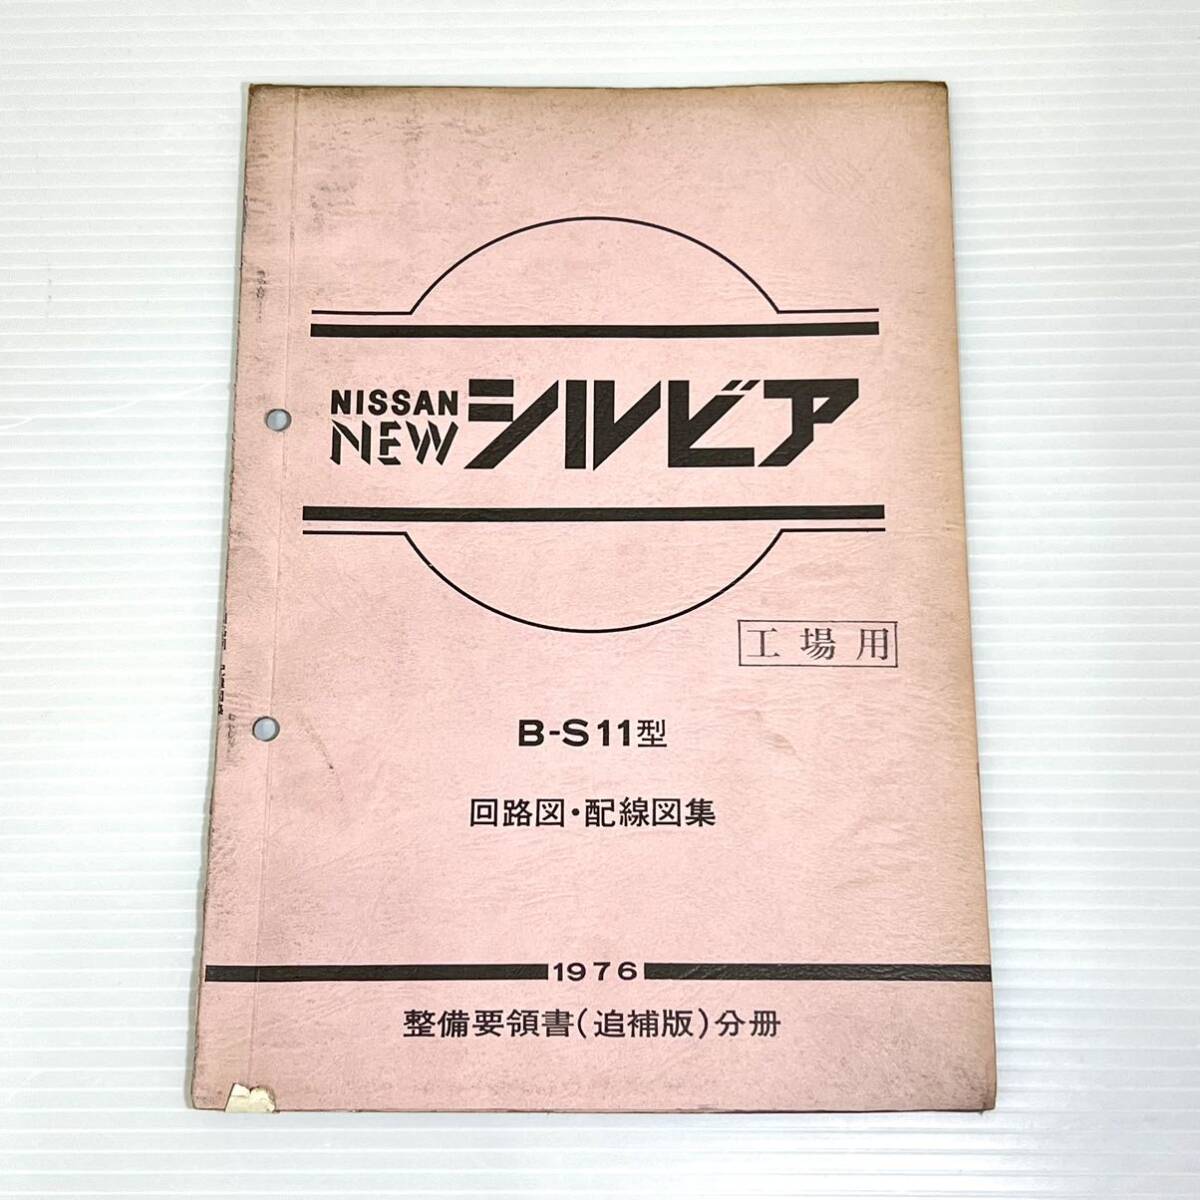 NISSAN
NEW シルビア
工場用
B-S11型
回路図・配線図集
1976
整備要領書(追補版)分冊